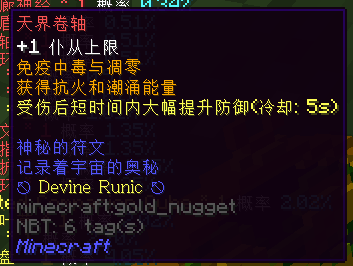 天界卷轴
+1 仆从上限
免疫中毒与凋零
获得抗火和潮涌能量
受伤后短时间内大幅提升防御(冷却: 5s)
神秘的符文
记录着宇宙的奥秘
Devine Runic
minecraft:gold_nugget
NBT: 6 tag(s)
Minecraft